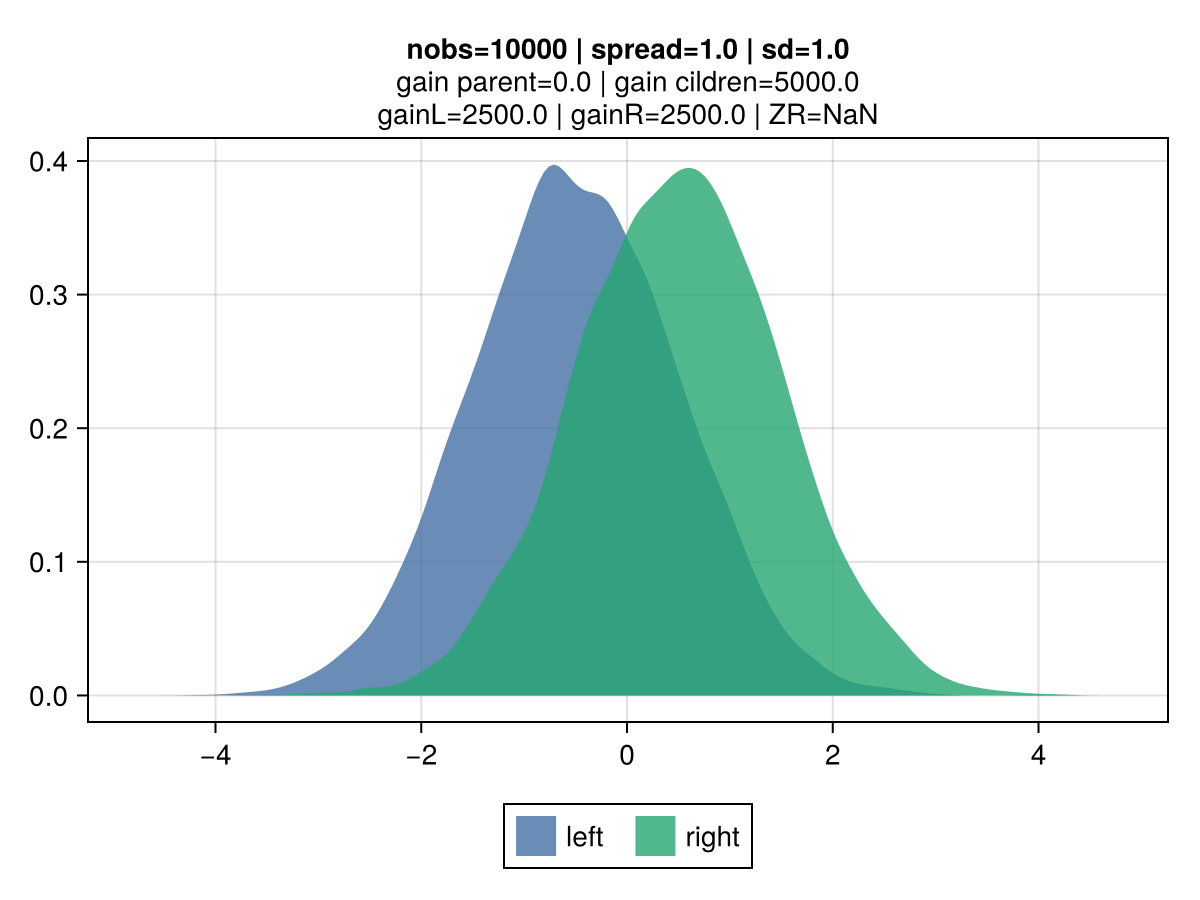 nobs=10000 | spread=1.0 | sd=1.0
gain parent=0.0 | gain cildren=5000.0
gainL=2500.0 | gainR=2500.0 | ZR=NaN
0.4
0.3
0.2
0.1
0.0
−4 −2 0 2 4
left right